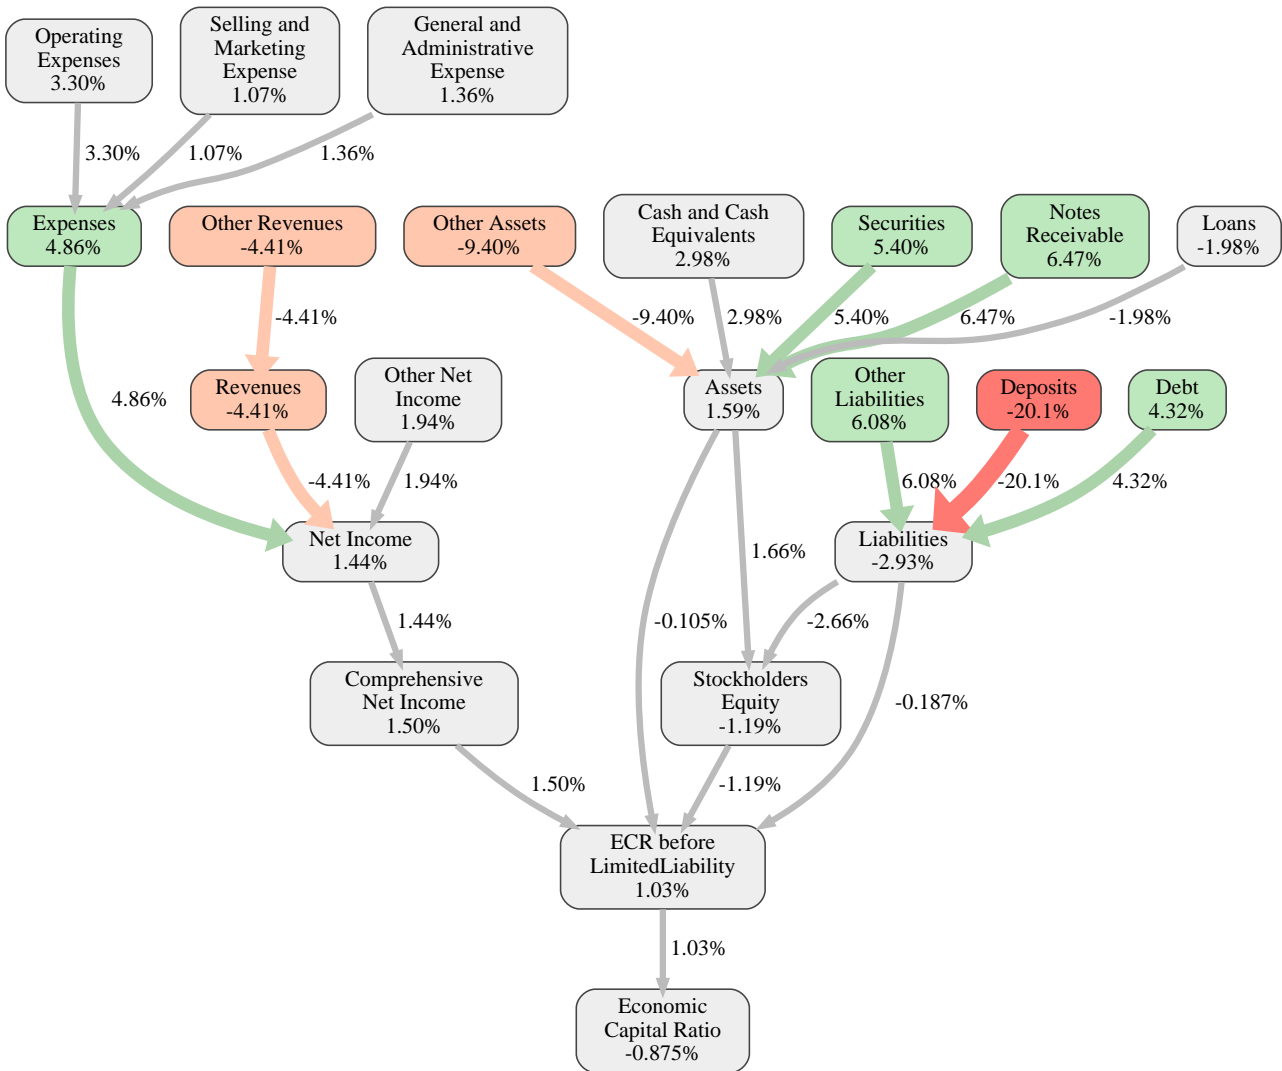 Operating
Expenses
3.30%
Selling and
Marketing
Expense
1.07%
General and
Administrative
Expense
1.36%
3.30%
1.07%
1.36%
Expenses
4.86%
Other Revenues
-4.41%
Other Assets
-9.40%
Cash and Cash
Equivalents
2.98%
Securities
5.40%
Notes
Receivable
6.47%
Loans
-1.98%
-4.41%
-9.40%
2.98%
5.40%
6.47%
-1.98%
4.86%
Revenues
-4.41%
Other Net
Income
1.94%
Assets
1.59%
Other
Liabilities
6.08%
Deposits
-20.1%
Debt
4.32%
-4.41%
1.94%
6.08%
-20.1%
4.32%
Net Income
1.44%
1.66%
Liabilities
-2.93%
1.44%
-0.105%
-2.66%
Comprehensive
Net Income
1.50%
Stockholders
Equity
-1.19%
-0.187%
1.50%
-1.19%
ECR before
LimitedLiability
1.03%
1.03%
Economic
Capital Ratio
-0.875%